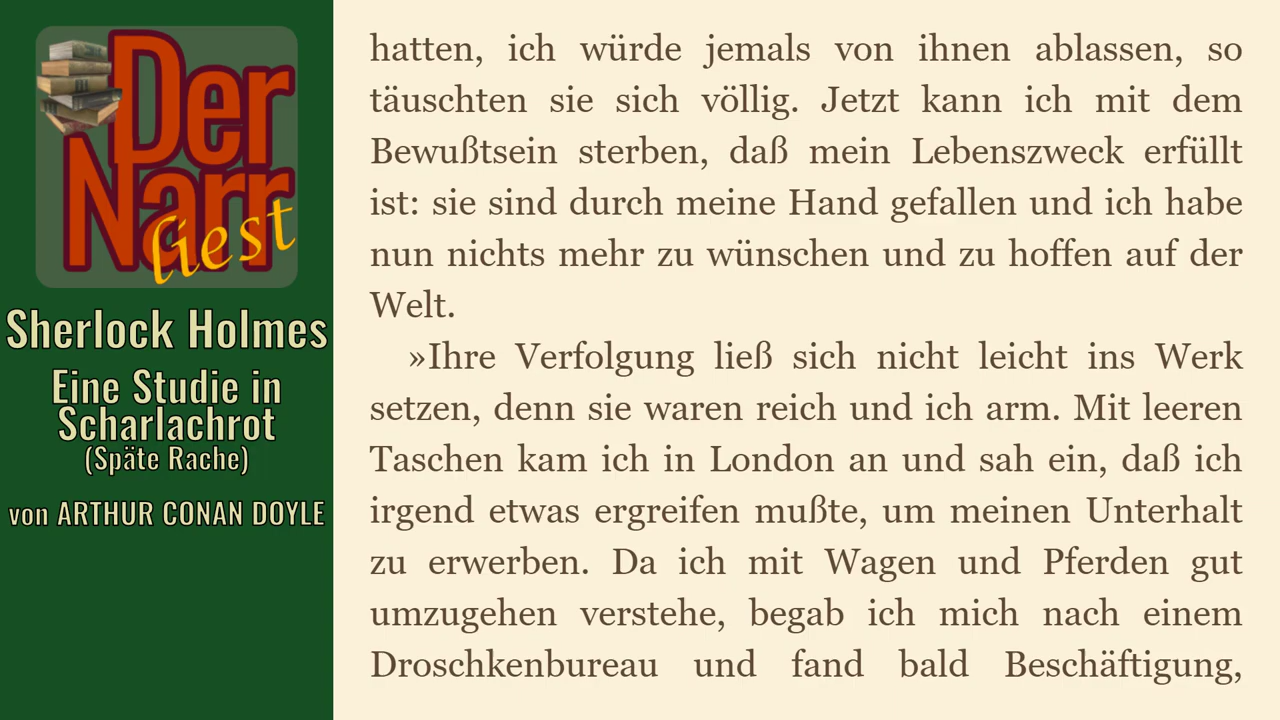 Der
Narr
liest
Sherlock Holmes
Eine Studie in
Scharlachrot
(Späte Rache)
von ARTHUR CONAN DOYLE
hatten, ich würde jemals von ihnen ablassen, so
täuschten sie sich völlig. Jetzt kann ich mit dem
Bewußtsein sterben, daß mein Lebenszweck erfüllt
ist: sie sind durch meine Hand gefallen und ich habe
nun nichts mehr zu wünschen und zu hoffen auf der
Welt.
»Ihre Verfolgung ließ sich nicht leicht ins Werk
setzen, denn sie waren reich und ich arm. Mit leeren
Taschen kam ich in London an und sah ein, daß ich
irgend etwas ergreifen mußte, um meinen Unterhalt
zu erwerben. Da ich mit Wagen und Pferden gut
umzugehen verstehe, begab ich mich nach einem
Droschkenbureau und fand bald Beschäftigung,